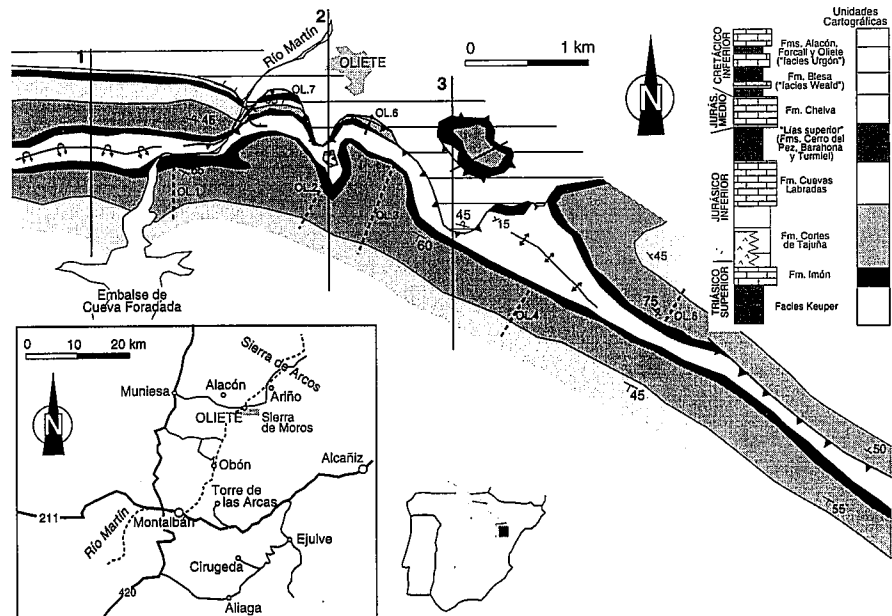 1
2
3
Río Martín
OLIETE
0 1 km
N
OL.7
OL.6
45
65
OL.1
OL.2
OL.3
60
45
15
OL.4
75
OL.5
45
45
50
55
Embalse de
Cueva Foradada
Unidades
Cartográficas
CRETÁCICO
INFERIOR
Fms. Alacón,
Forcall y Oliete
("facies Urgón")
Fm. Blesa
("facies Weald")
JURÁS.
MEDIO
Fm. Chelva
JURÁSICO
INFERIOR
"Lías superior"
(Fms. Cerro del
Pez, Barahona
y Turmiel)
Fm. Cuevas
Labradas
Fm. Cortes
de Tajuña
TRIÁSICO
SUPERIOR
Fm. Imón
Facies Keuper
0 10 20 km
N
Sierra de Arcos
Muniesa
Alacón
Ariño
OLIETE
Sierra
de Moros
Obón
Alcañiz
Torre de
las Arcas
211
Montalbán
Río Martín
Ejulve
Cirugeda
420
Aliaga